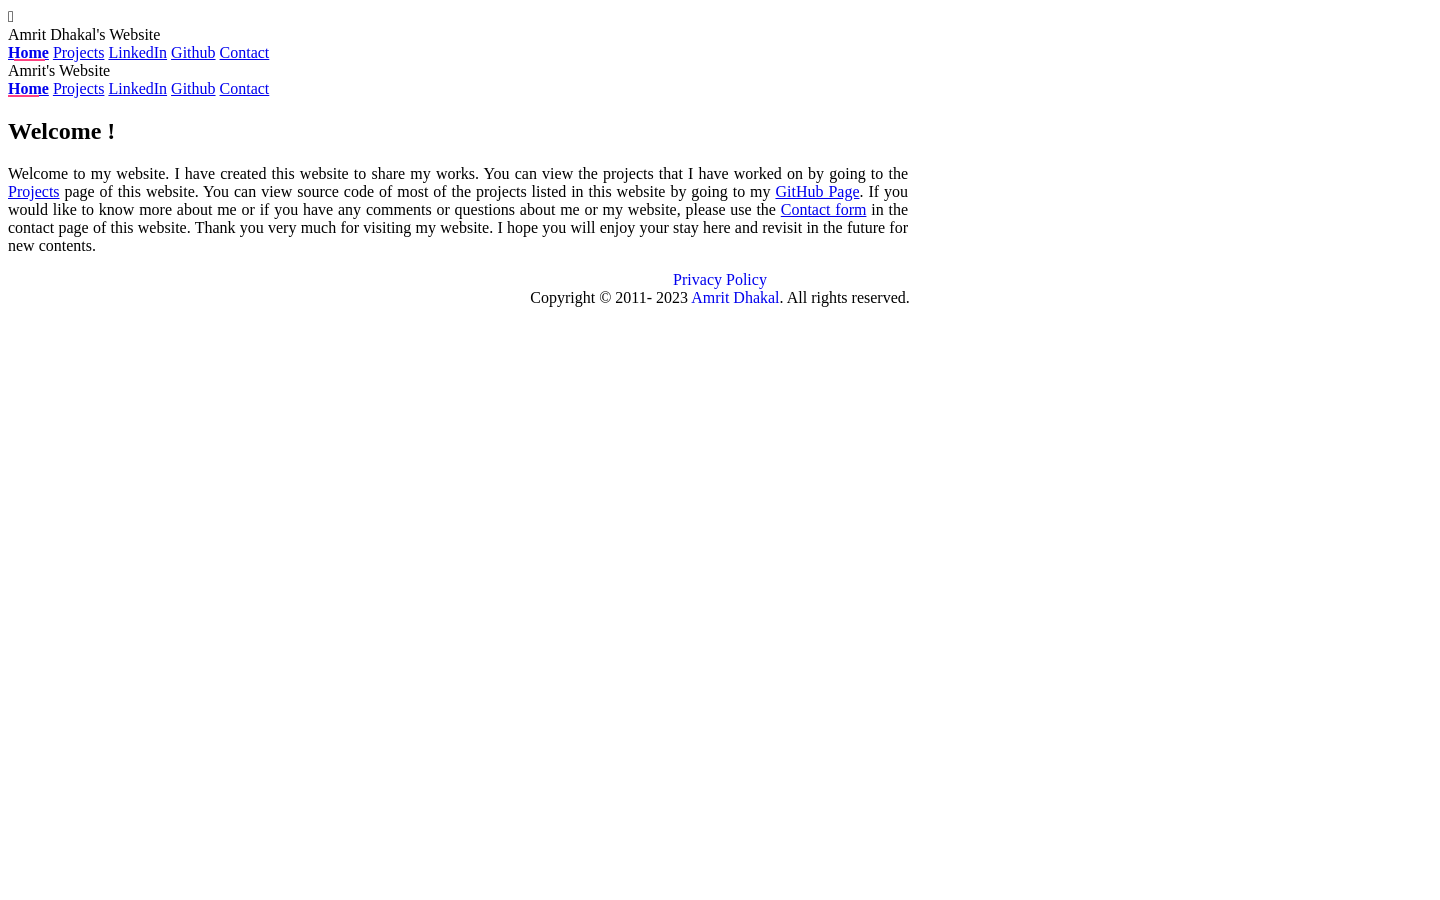 Amrit Dhakal's Website
Home Projects LinkedIn Github Contact
Amrit's Website
Home Projects LinkedIn Github Contact
Welcome !
Welcome to my website. I have created this website to share my works. You can view the projects that I have worked on by going to the
Projects page of this website. You can view source code of most of the projects listed in this website by going to my GitHub Page. If you
would like to know more about me or if you have any comments or questions about me or my website, please use the Contact form in the
contact page of this website. Thank you very much for visiting my website. I hope you will enjoy your stay here and revisit in the future for
new contents.
Privacy Policy
Copyright © 2011- 2023 Amrit Dhakal. All rights reserved.